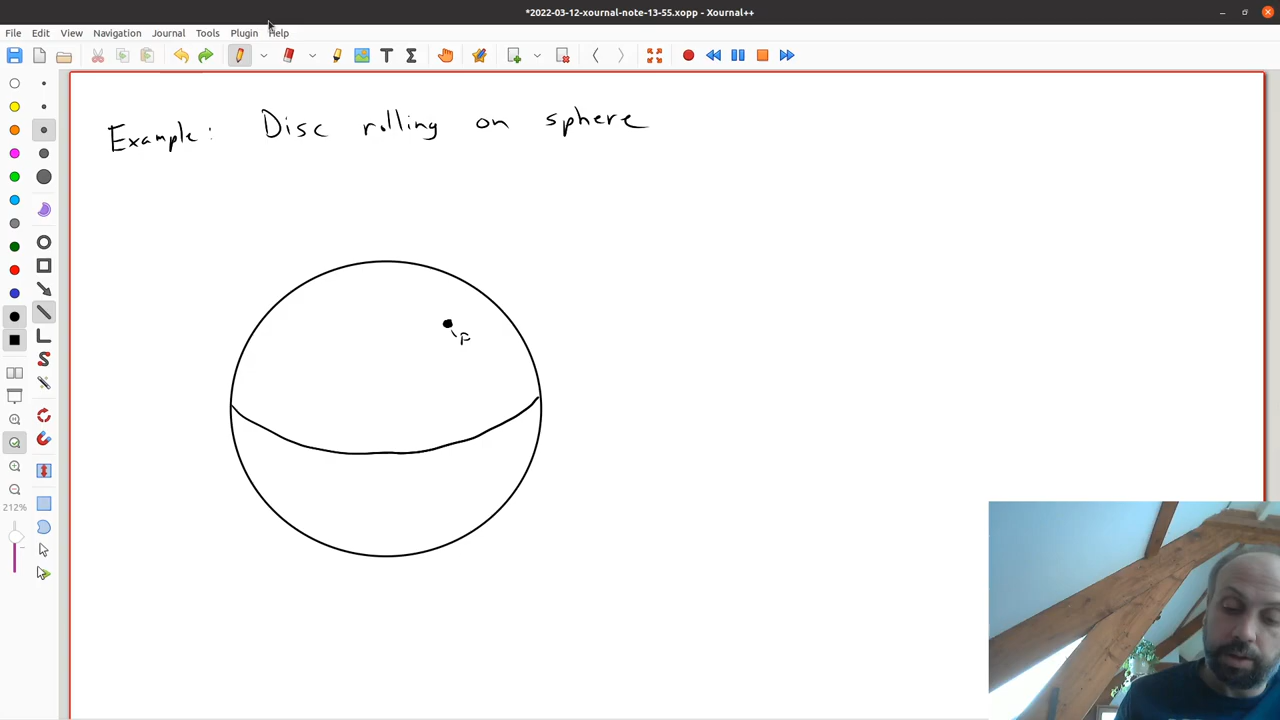 *2022-03-12-xournal-note-13-55.xopp - Xournal++
File Edit View Navigation Journal Tools Plugin Help
Example: Disc rolling on sphere
p
212%